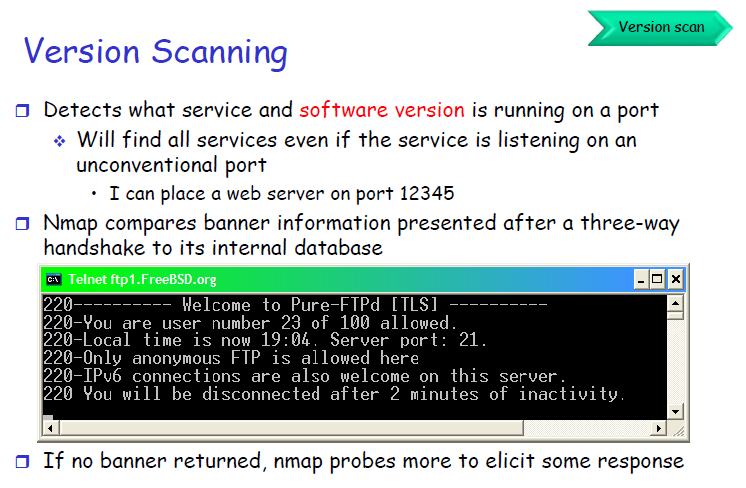 Version scan
Version Scanning
Detects what service and software version is running on a port
Will find all services even if the service is listening on an
unconventional port
• I can place a web server on port 12345
Nmap compares banner information presented after a three-way
handshake to its internal database
Telnet ftp1.FreeBSD.org
220---------- Welcome to Pure-FTPd [TLS] ----------
220-You are user number 23 of 100 allowed.
220-Local time is now 19:04. Server port: 21.
220-Only anonymous FTP is allowed here
220-IPv6 connections are also welcome on this server.
220 You will be disconnected after 2 minutes of inactivity.
If no banner returned, nmap probes more to elicit some response